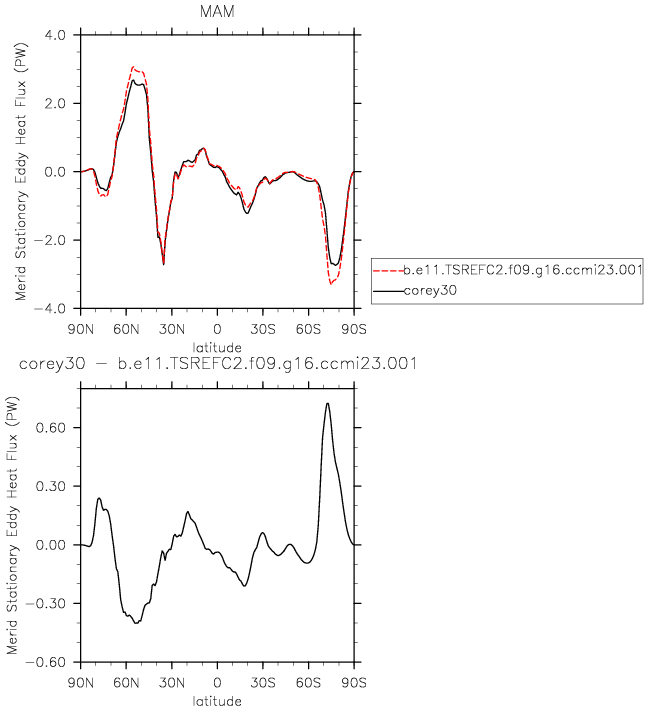 MAM
Merid Stationary Eddy Heat Flux (PW)
4.0
2.0
0.0
-2.0
-4.0
90N 60N 30N 0 30S 60S 90S
latitude
b.e11.TSREFC2.f09.g16.ccmi23.001
corey30
corey30 - b.e11.TSREFC2.f09.g16.ccmi23.001
Merid Stationary Eddy Heat Flux (PW)
0.60
0.30
0.00
-0.30
-0.60
90N 60N 30N 0 30S 60S 90S
latitude